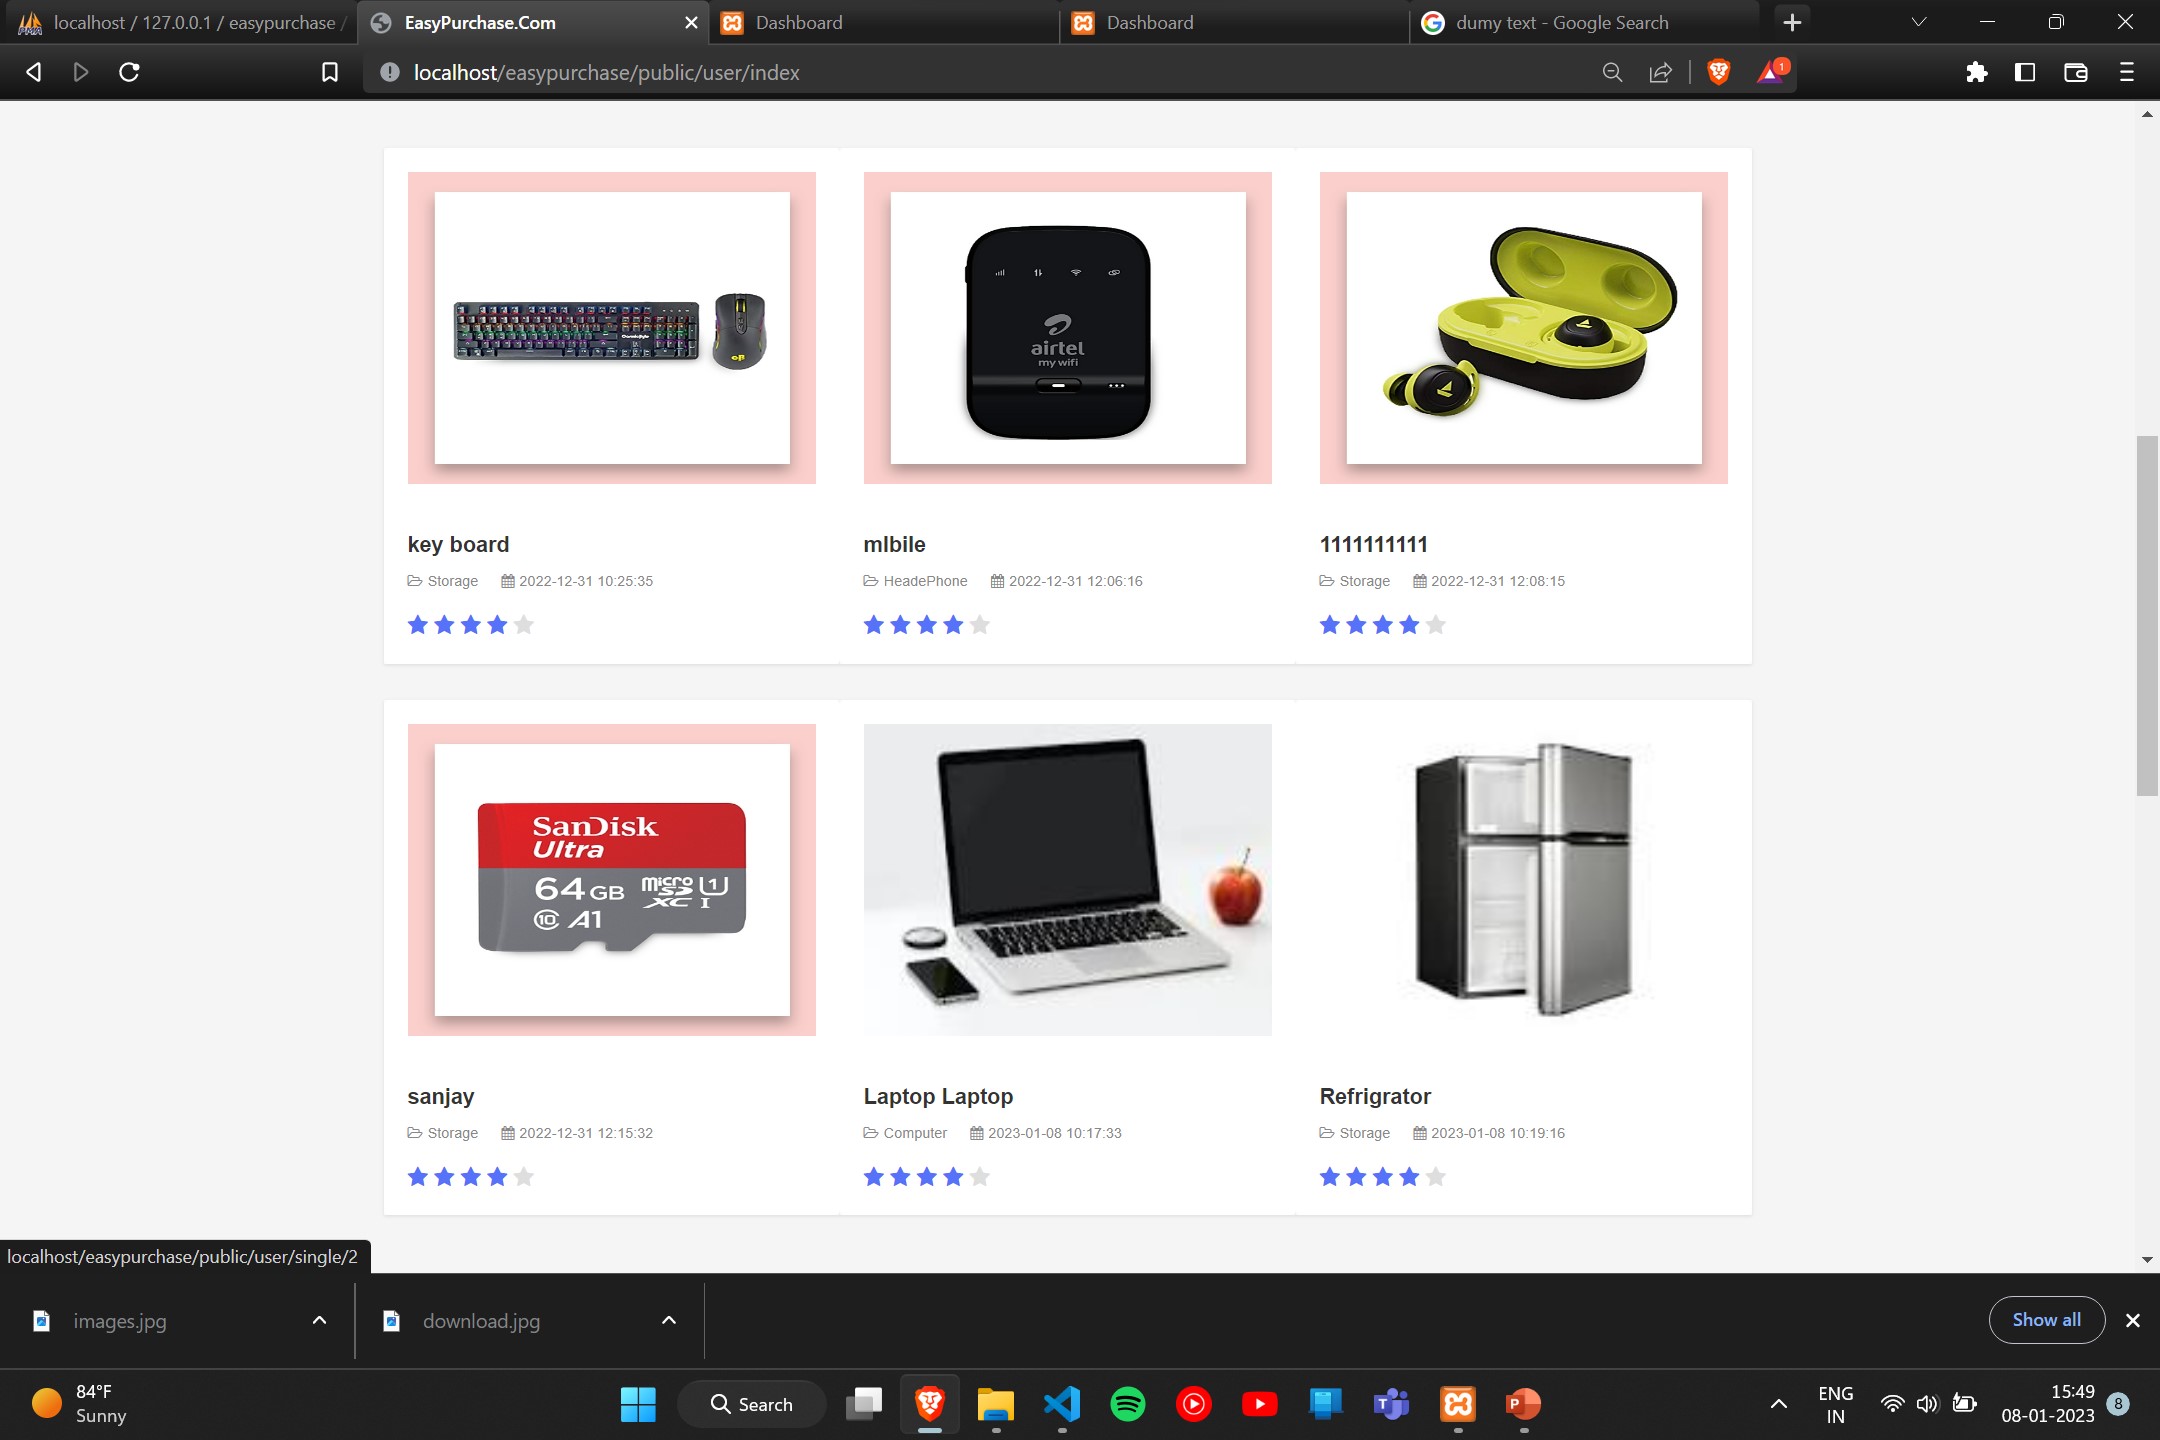 localhost / 127.0.0.1 / easypurchase /
EasyPurchase.Com
Dashboard
Dashboard
dumy text - Google Search
localhost/easypurchase/public/user/index
1
airtel
my wifi
key board
mlbile
1111111111
Storage 2022-12-31 10:25:35
HeadePhone 2022-12-31 12:06:16
Storage 2022-12-31 12:08:15
SanDisk
Ultra
64 GB micro SD XC I U1
10 A1
sanjay
Laptop Laptop
Refrigrator
Storage 2022-12-31 12:15:32
Computer 2023-01-08 10:17:33
Storage 2023-01-08 10:19:16
localhost/easypurchase/public/user/single/2
images.jpg
download.jpg
Show all
84°F
Sunny
Search
ENG
IN
15:49
08-01-2023
8